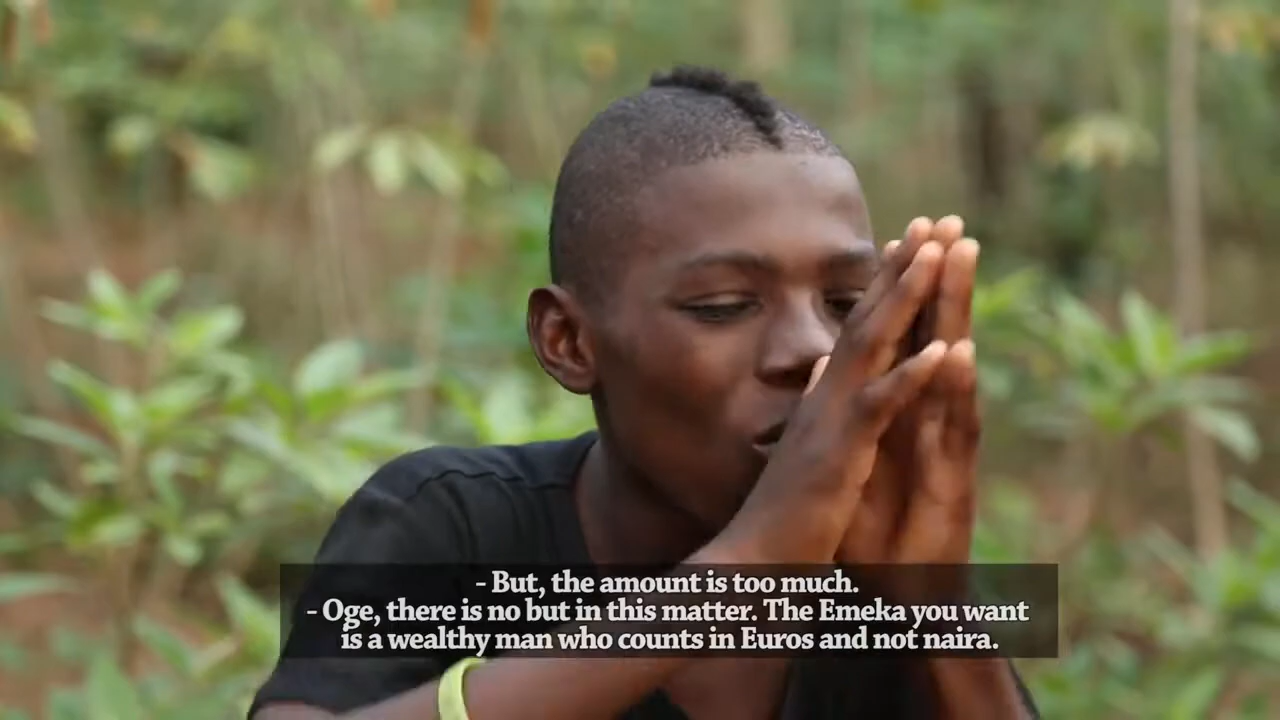 - But, the amount is too much.
- Oge, there is no but in this matter. The Emeka you want
is a wealthy man who counts in Euros and not naira.